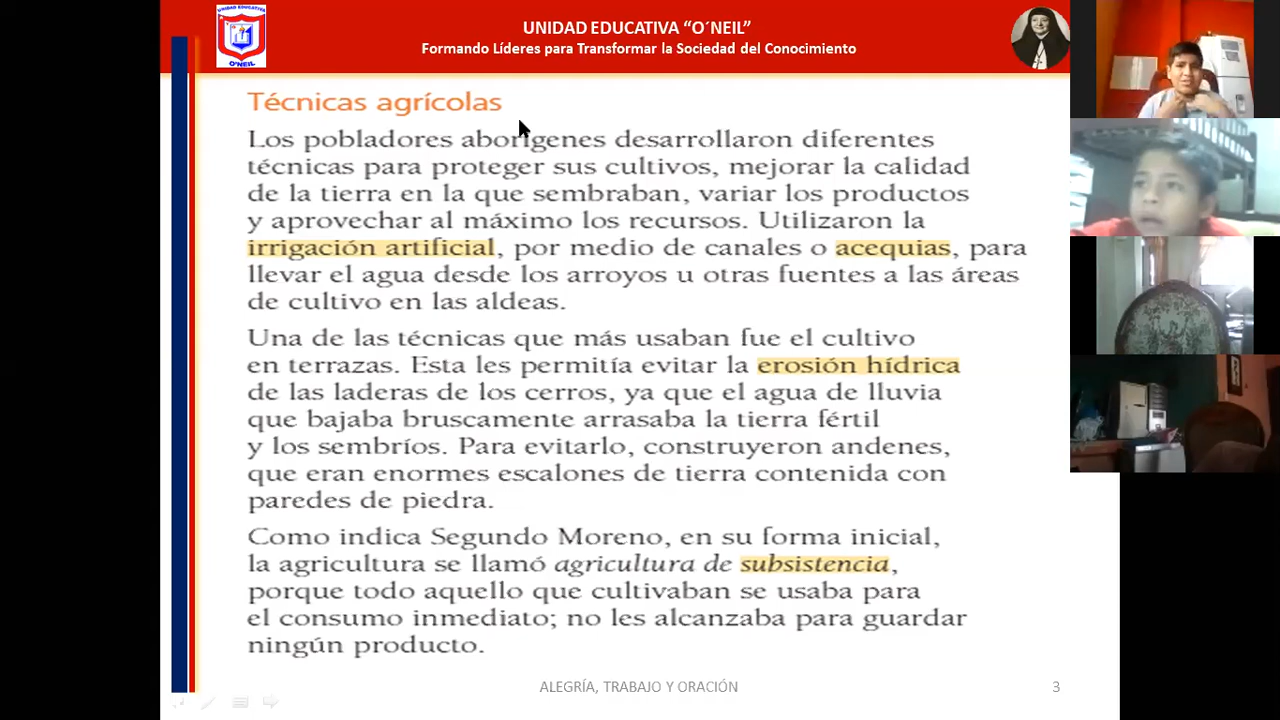 UNIDAD EDUCATIVA "O´NEIL"
Formando Líderes para Transformar la Sociedad del Conocimiento
O'NEIL
Técnicas agrícolas
Los pobladores aborígenes desarrollaron diferentes
técnicas para proteger sus cultivos, mejorar la calidad
de la tierra en la que sembraban, variar los productos
y aprovechar al máximo los recursos. Utilizaron la
irrigación artificial, por medio de canales o acequias, para
llevar el agua desde los arroyos u otras fuentes a las áreas
de cultivo en las aldeas.
Una de las técnicas que más usaban fue el cultivo
en terrazas. Esta les permitía evitar la erosión hídrica
de las laderas de los cerros, ya que el agua de lluvia
que bajaba bruscamente arrasaba la tierra fértil
y los sembríos. Para evitarlo, construyeron andenes,
que eran enormes escalones de tierra contenida con
paredes de piedra.
Como indica Segundo Moreno, en su forma inicial,
la agricultura se llamó agricultura de subsistencia,
porque todo aquello que cultivaban se usaba para
el consumo inmediato; no les alcanzaba para guardar
ningún producto.
ALEGRÍA, TRABAJO Y ORACIÓN
3